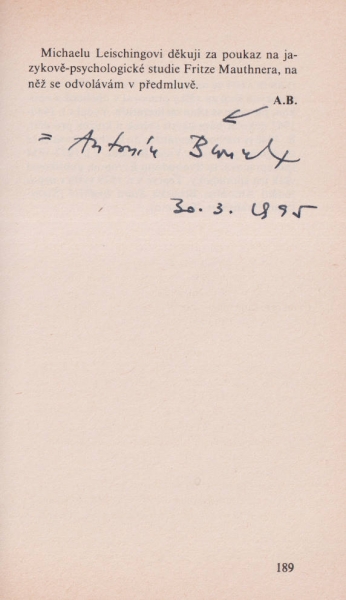 Michaelu Leischingovi děkuji za poukaz na ja-
zykově-psychologické studie Fritze Mauthnera, na
něž se odvolávám v předmluvě.
A.B.
= Antonín
30. 3. 1995
189